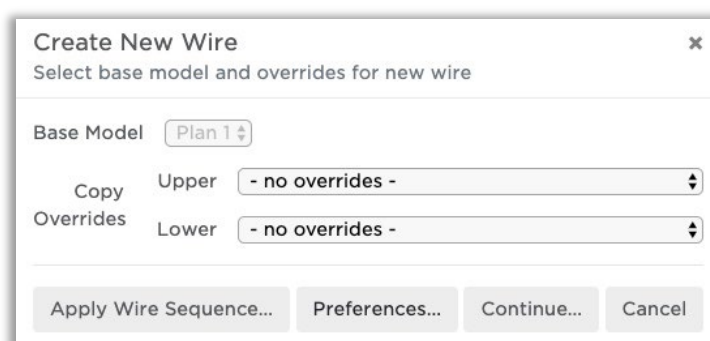 Create New Wire ×
Select base model and overrides for new wire
Base Model Plan 1
Copy Overrides
Upper - no overrides -
Lower - no overrides -
Apply Wire Sequence... Preferences... Continue... Cancel